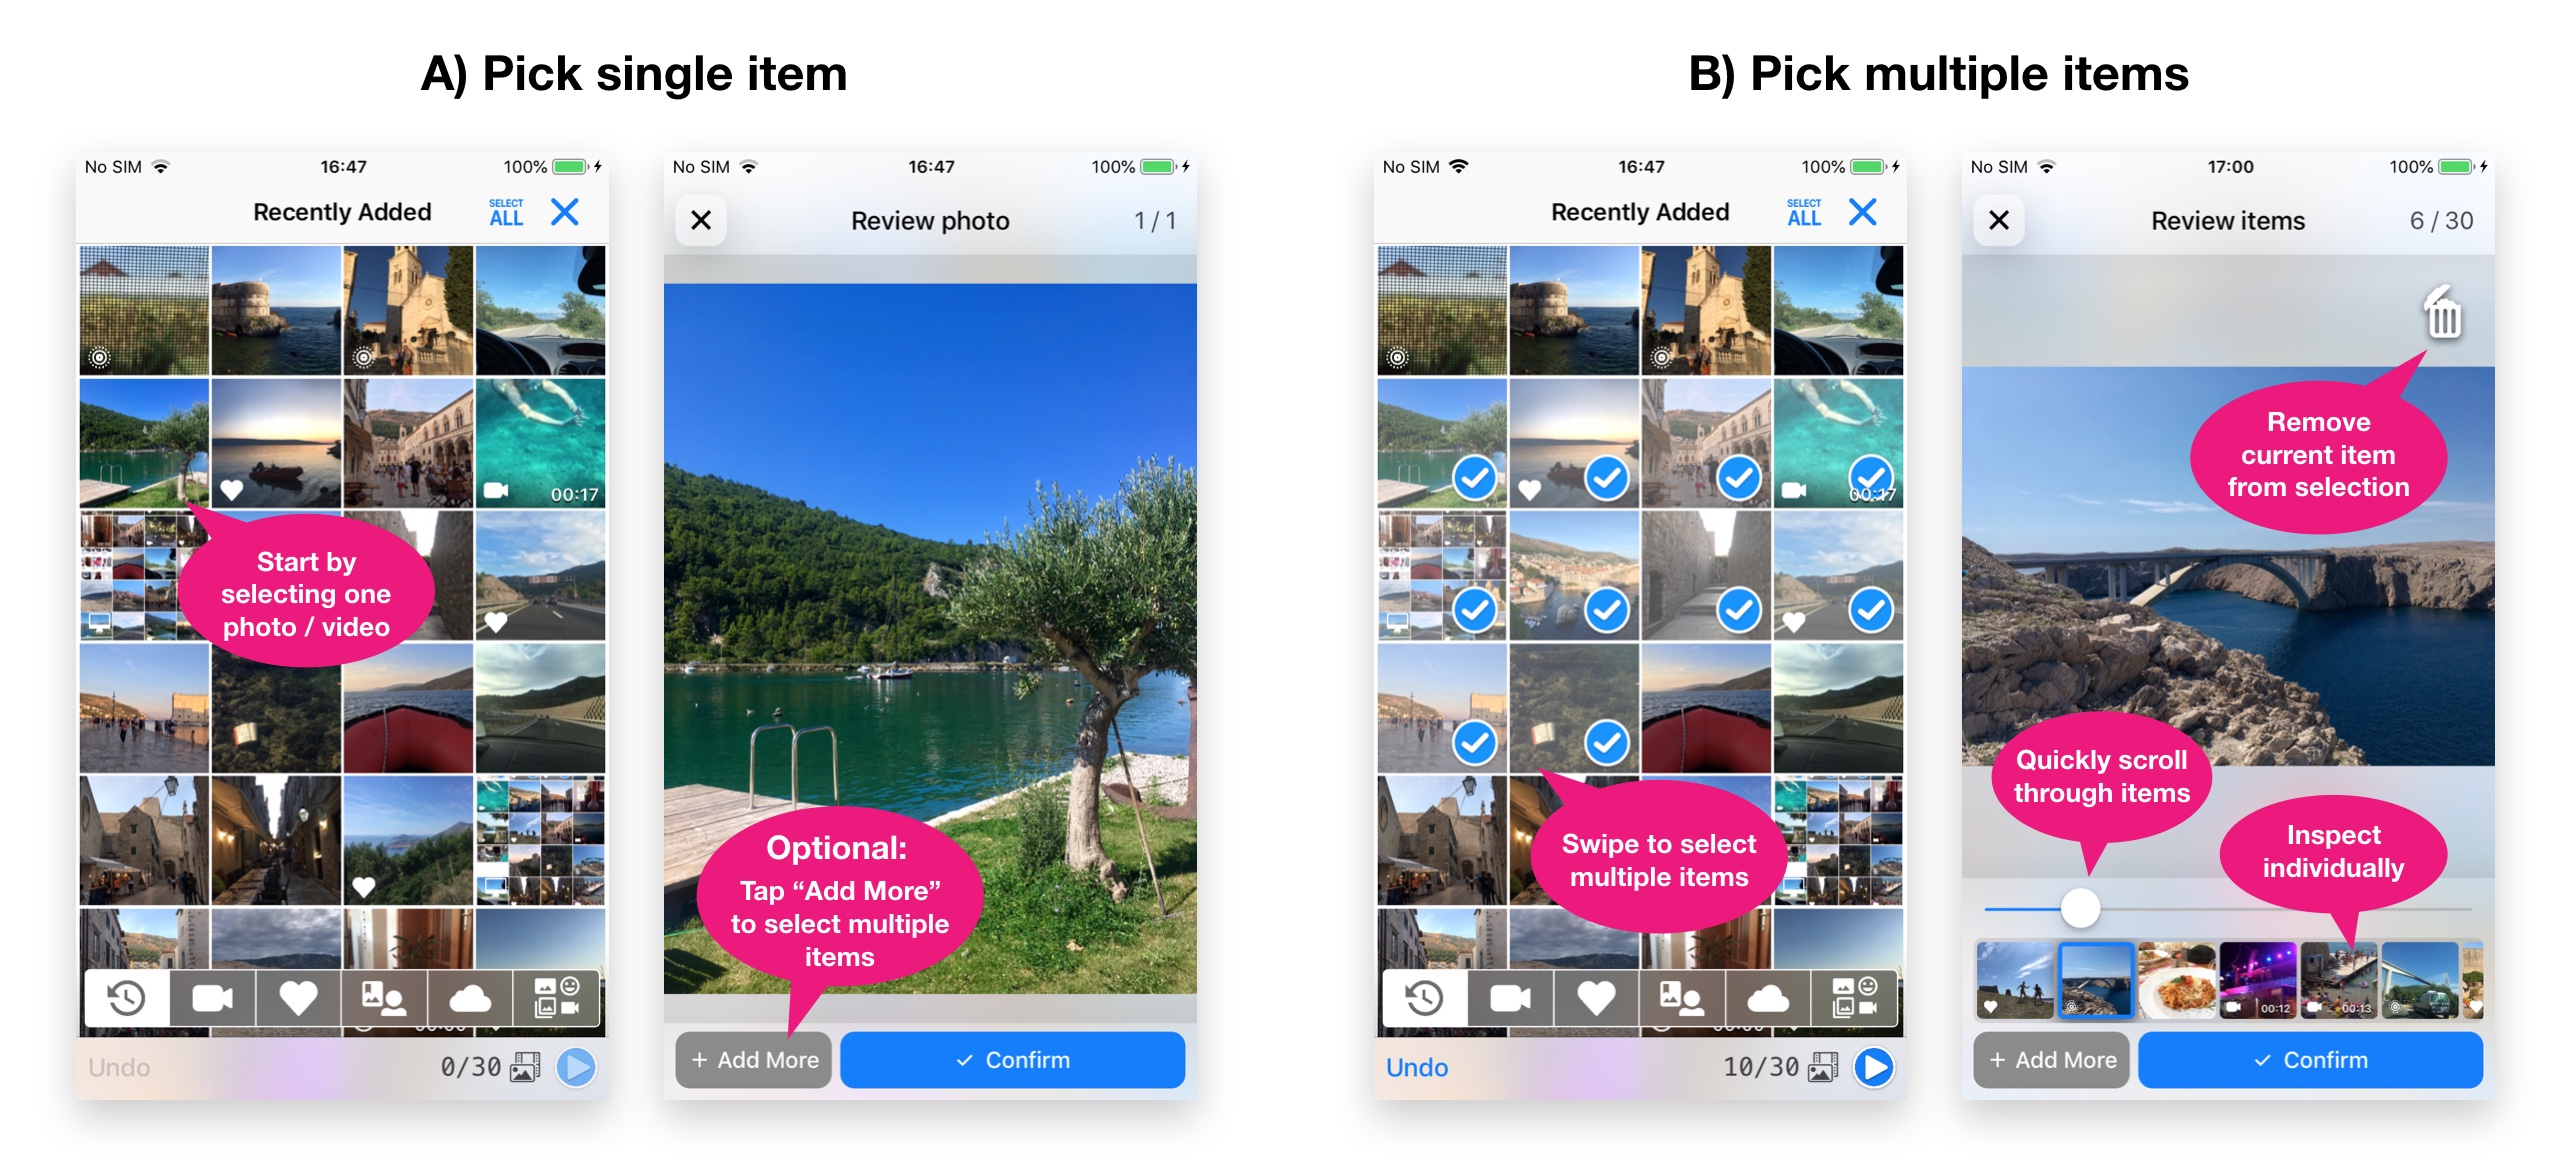 A) Pick single item
B) Pick multiple items
No SIM 16:47 100%
Recently Added SELECT ALL
00:17
Start by
selecting one
photo / video
Undo 0/30
No SIM 16:47 100%
Review photo 1 / 1
Optional:
Tap “Add More”
to select multiple
items
+ Add More ✓ Confirm
No SIM 16:47 100%
Recently Added SELECT ALL
00:17
Swipe to select
multiple items
Undo 10/30
No SIM 17:00 100%
Review items 6 / 30
Remove
current item
from selection
Quickly scroll
through items
Inspect
individually
00:12 00:13
+ Add More ✓ Confirm